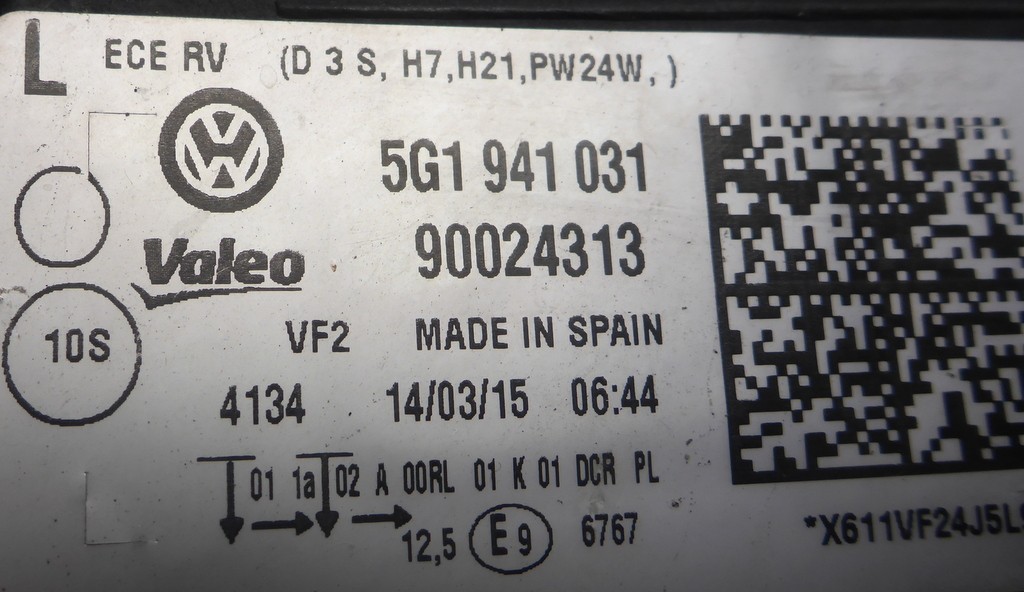 L ECE RV (D 3 S, H7,H21,PW24W, )
5G1 941 031
Valeo 90024313
10S VF2 MADE IN SPAIN
4134 14/03/15 06:44
01 1a 02 A 00RL 01 K 01 DCR PL
12,5 E9 6767
*X611VF24J5L